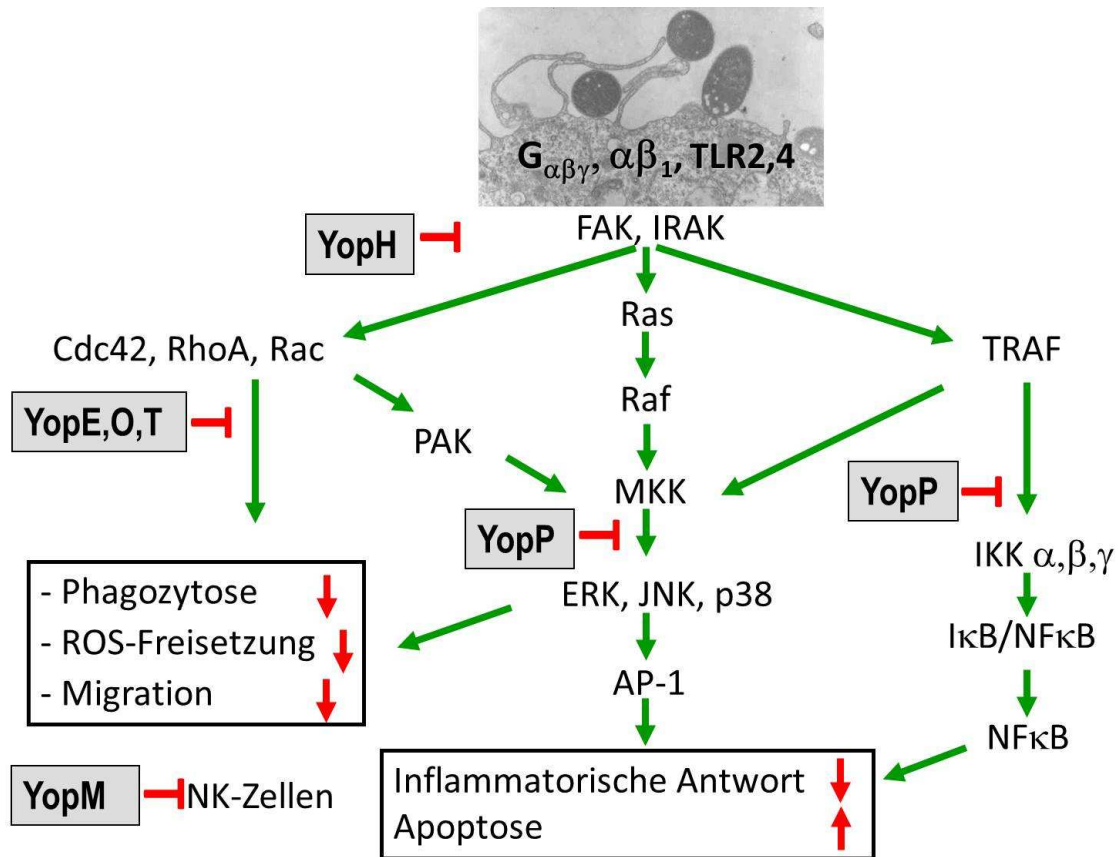 Gαβγ, αβ1, TLR2,4
YopH
FAK, IRAK
Ras
Cdc42, RhoA, Rac
TRAF
Raf
YopE,O,T
PAK
MKK
YopP
YopP
IKK α,β,γ
- Phagozytose
- ROS-Freisetzung
- Migration
ERK, JNK, p38
IκB/NFκB
AP-1
NFκB
YopM
NK-Zellen
Inflammatorische Antwort
Apoptose